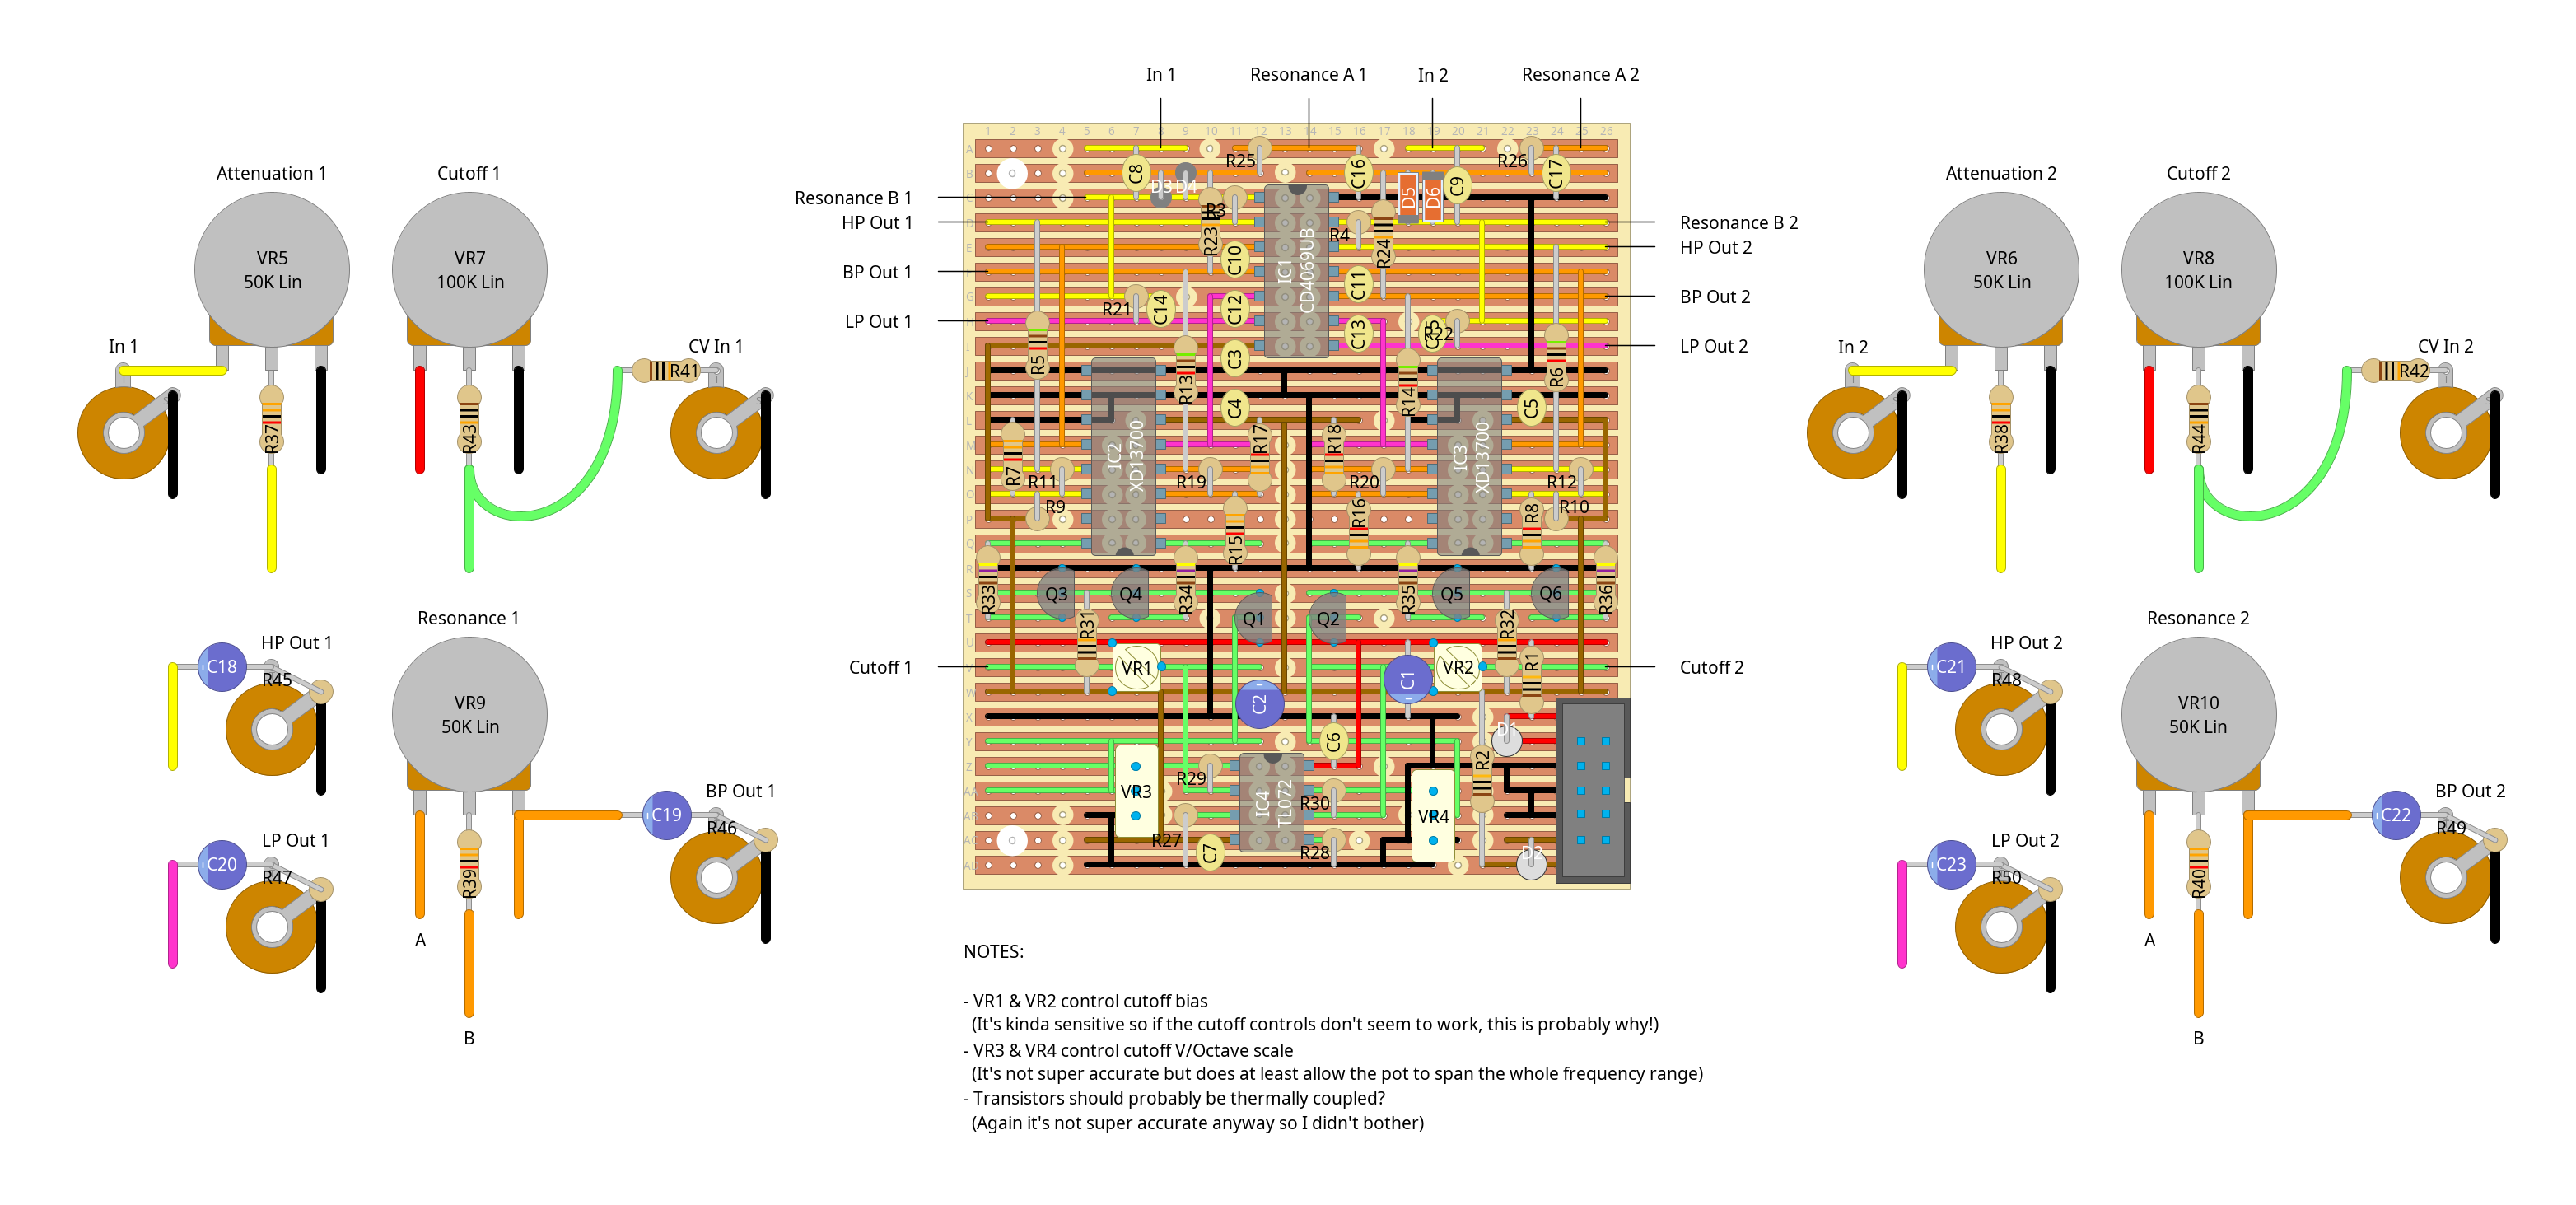 In 1
Resonance A 1
In 2
Resonance A 2
1 2 3 4 5 6 7 8 9 10 11 12 13 14 15 16 17 18 19 20 21 22 23 24 25 26
Attenuation 1
Cutoff 1
VR5
50K Lin
VR7
100K Lin
In 1
CV In 1
R41
R37
R43
Resonance 1
HP Out 1
C18
R45
VR9
50K Lin
BP Out 1
C19
R46
LP Out 1
C20
R47
R39
A
B
Resonance B 1
HP Out 1
BP Out 1
LP Out 1
Cutoff 1
A
B
C
D
E
F
G
H
I
J
K
L
M
N
O
P
Q
R
S
T
U
W
X
Y
Z
AA
R25
C16
R26
C17
C8
D3
D4
D5
D6
C9
R3
R23
R4
R24
IC1
CD4069UB
C10
C11
R21
C14
C12
C13
R22
R5
C3
R13
R14
R6
C4
C5
IC2
XD13700
R17
R18
IC3
XD13700
R7
R11
R19
R20
R12
R9
R15
R16
R8
R10
R33
Q3
Q4
R34
Q1
Q2
R35
Q5
Q6
R36
R31
R32
VR1
VR2
R1
C2
C1
D1
C6
R2
R29
VR3
IC4
TL072
R30
VR4
R27
C7
R28
D2
Resonance B 2
HP Out 2
BP Out 2
LP Out 2
Cutoff 2
Attenuation 2
Cutoff 2
VR6
50K Lin
VR8
100K Lin
In 2
CV In 2
R42
R38
R44
Resonance 2
HP Out 2
C21
R48
VR10
50K Lin
BP Out 2
C22
R49
LP Out 2
C23
R50
R40
A
B
NOTES:
- VR1 & VR2 control cutoff bias
(It's kinda sensitive so if the cutoff controls don't seem to work, this is probably why!)
- VR3 & VR4 control cutoff V/Octave scale
(It's not super accurate but does at least allow the pot to span the whole frequency range)
- Transistors should probably be thermally coupled?
(Again it's not super accurate anyway so I didn't bother)